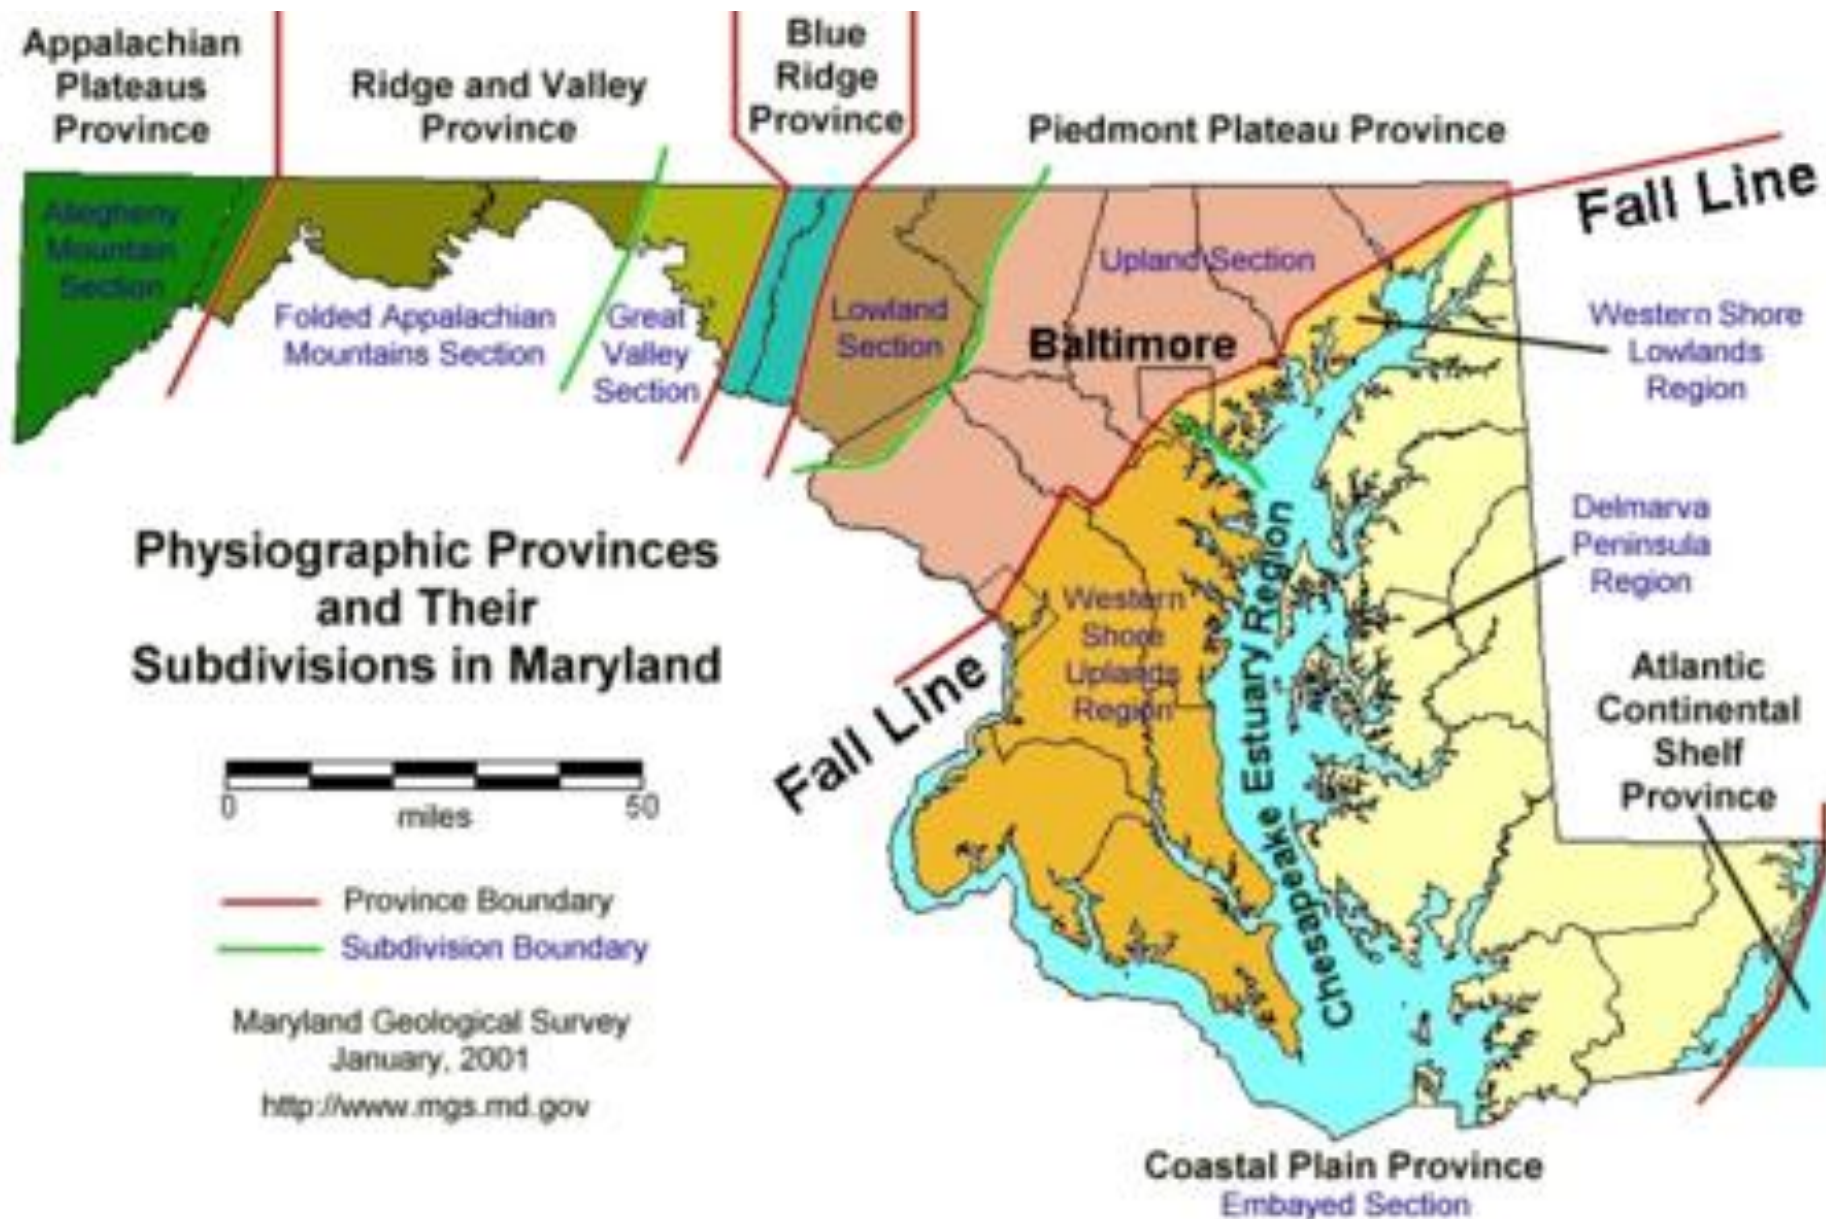 Appalachian
Plateaus
Province
Ridge and Valley
Province
Blue
Ridge
Province
Piedmont Plateau Province
Fall Line
Allegheny
Mountain
Section
Folded Appalachian
Mountains Section
Great
Valley
Section
Lowland
Section
Upland Section
Baltimore
Western Shore
Lowlands
Region
Delmarva
Peninsula
Region
Western
Shore
Uplands
Region
Chesapeake Estuary Region
Fall Line
Atlantic
Continental
Shelf
Province
Physiographic Provinces
and Their
Subdivisions in Maryland
0 50
miles
Province Boundary
Subdivision Boundary
Maryland Geological Survey
January, 2001
http://www.mgs.md.gov
Coastal Plain Province
Embayed Section